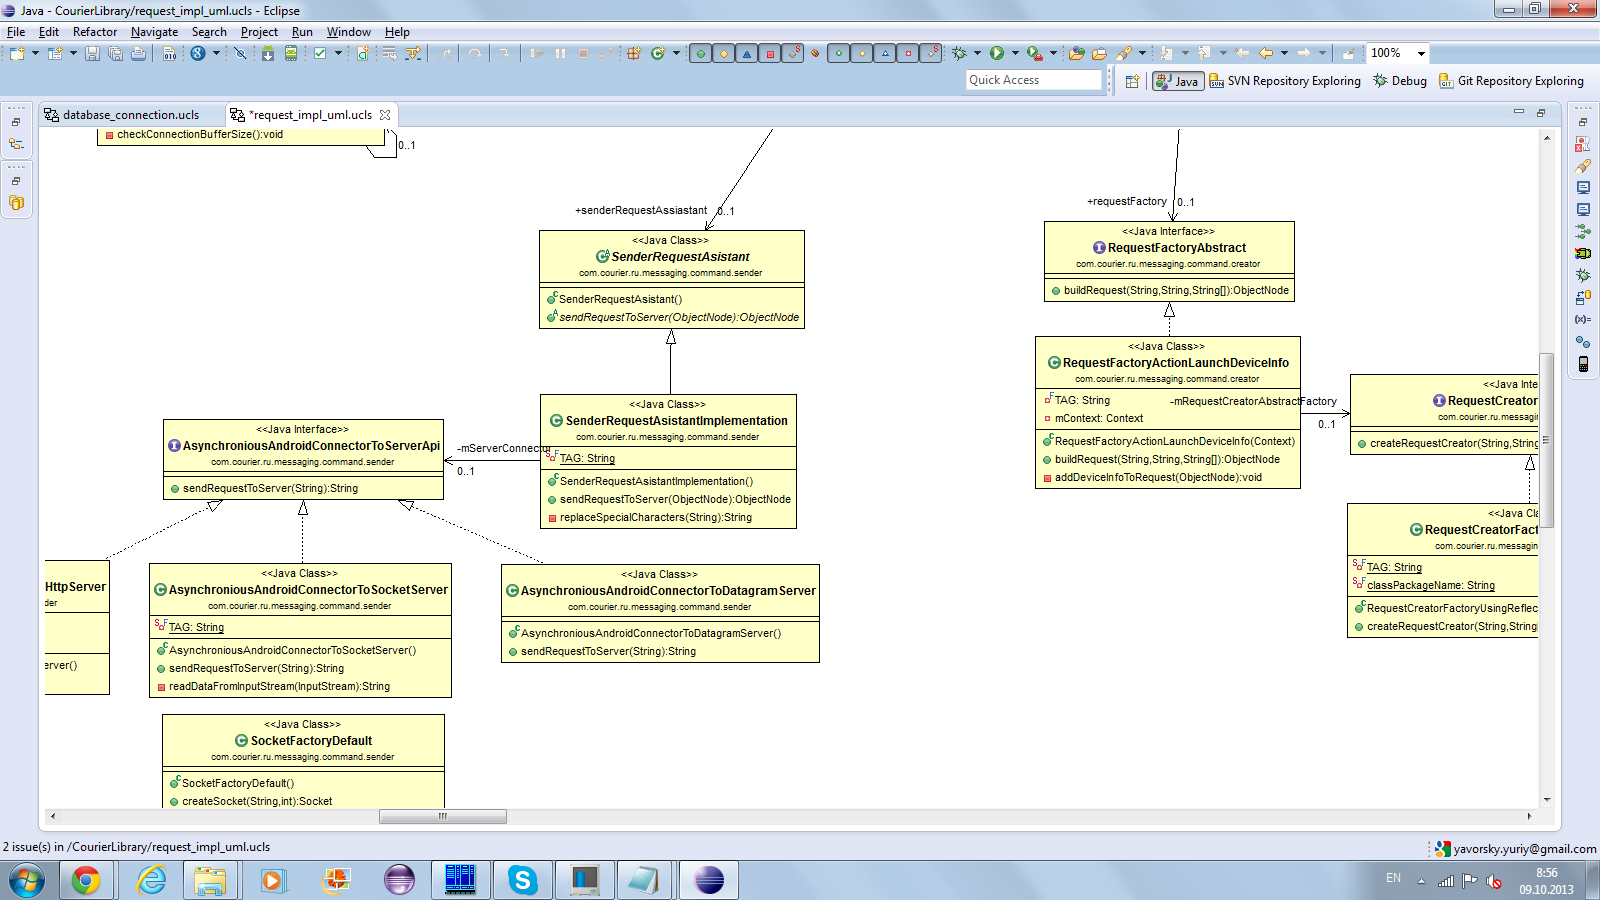 Java - CourierLibrary/request_impl_uml.ucls - Eclipse
File Edit Refactor Navigate Search Project Run Window Help
100%
Quick Access
Java
SVN Repository Exploring
Debug
Git Repository Exploring
database_connection.ucls
*request_impl_uml.ucls
checkConnectionBufferSize():void
0..1
+senderRequestAssiastant
0..1
<<Java Class>>
SenderRequestAsistant
com.courier.ru.messaging.command.sender
SenderRequestAsistant()
sendRequestToServer(ObjectNode):ObjectNode
+requestFactory
0..1
<<Java Interface>>
RequestFactoryAbstract
com.courier.ru.messaging.command.creator
buildRequest(String,String,String[]):ObjectNode
<<Java Class>>
RequestFactoryActionLaunchDeviceInfo
com.courier.ru.messaging.command.creator
TAG: String
mContext: Context
RequestFactoryActionLaunchDeviceInfo(Context)
buildRequest(String,String,String[]):ObjectNode
addDeviceInfoToRequest(ObjectNode):void
-mRequestCreatorAbstractFactory
0..1
<<Java Inte
RequestCreator
com.courier.ru.messaging
createRequestCreator(String,String
<<Java Cla
RequestCreatorFact
com.courier.ru.messaging
TAG: String
classPackageName: String
RequestCreatorFactoryUsingReflec
createRequestCreator(String,String
<<Java Class>>
SenderRequestAsistantImplementation
com.courier.ru.messaging.command.sender
TAG: String
SenderRequestAsistantImplementation()
sendRequestToServer(ObjectNode):ObjectNode
replaceSpecialCharacters(String):String
-mServerConnector
0..1
<<Java Interface>>
AsynchroniousAndroidConnectorToServerApi
com.courier.ru.messaging.command.sender
sendRequestToServer(String):String
HttpServer
der
erver()
<<Java Class>>
AsynchroniousAndroidConnectorToSocketServer
com.courier.ru.messaging.command.sender
TAG: String
AsynchroniousAndroidConnectorToSocketServer()
sendRequestToServer(String):String
readDataFromInputStream(InputStream):String
<<Java Class>>
AsynchroniousAndroidConnectorToDatagramServer
com.courier.ru.messaging.command.sender
AsynchroniousAndroidConnectorToDatagramServer()
sendRequestToServer(String):String
<<Java Class>>
SocketFactoryDefault
com.courier.ru.messaging.command.sender
SocketFactoryDefault()
createSocket(String,int):Socket
2 issue(s) in /CourierLibrary/request_impl_uml.ucls
yavorsky.yuriy@gmail.com
EN
8:56
09.10.2013